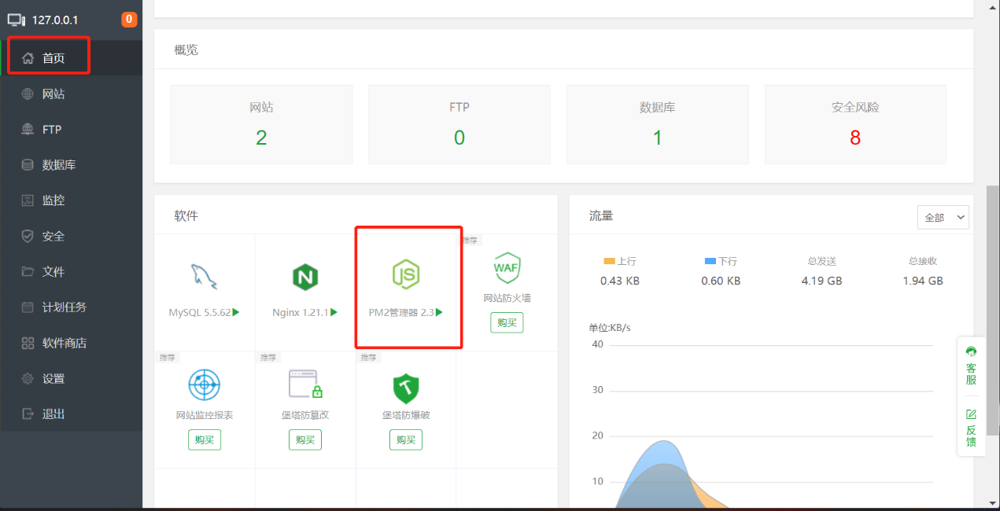 127.0.0.1
0
首页
网站
FTP
数据库
监控
安全
文件
计划任务
软件商店
设置
退出
概览
网站
FTP
数据库
安全风险
2
0
1
8
软件
MySQL 5.5.62
Nginx 1.21.1
JS
PM2管理器 2.3
推荐
WAF
网站防火墙
购买
推荐
网站监控报表
购买
推荐
堡塔防篡改
购买
推荐
堡塔防爆破
购买
流量
全部
上行
下行
总发送
总接收
0.43 KB
0.60 KB
4.19 GB
1.94 GB
单位:KB/s
40
30
20
10
客服
反馈